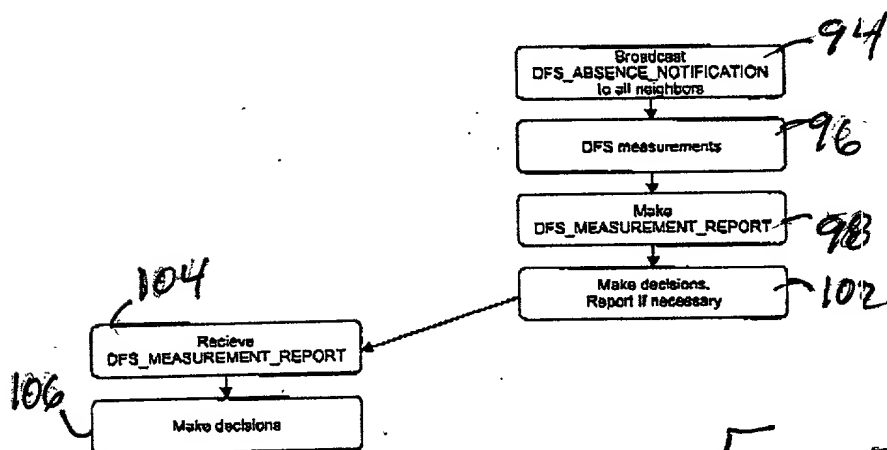 94
Broadcast
DFS_ABSENCE_NOTIFICATION
to all neighbors
96
DFS measurements
Make
DFS_MEASUREMENT_REPORT
98
Make decisions.
Report if necessary
102
104
Recieve
DFS_MEASUREMENT_REPORT
106
Make decisions